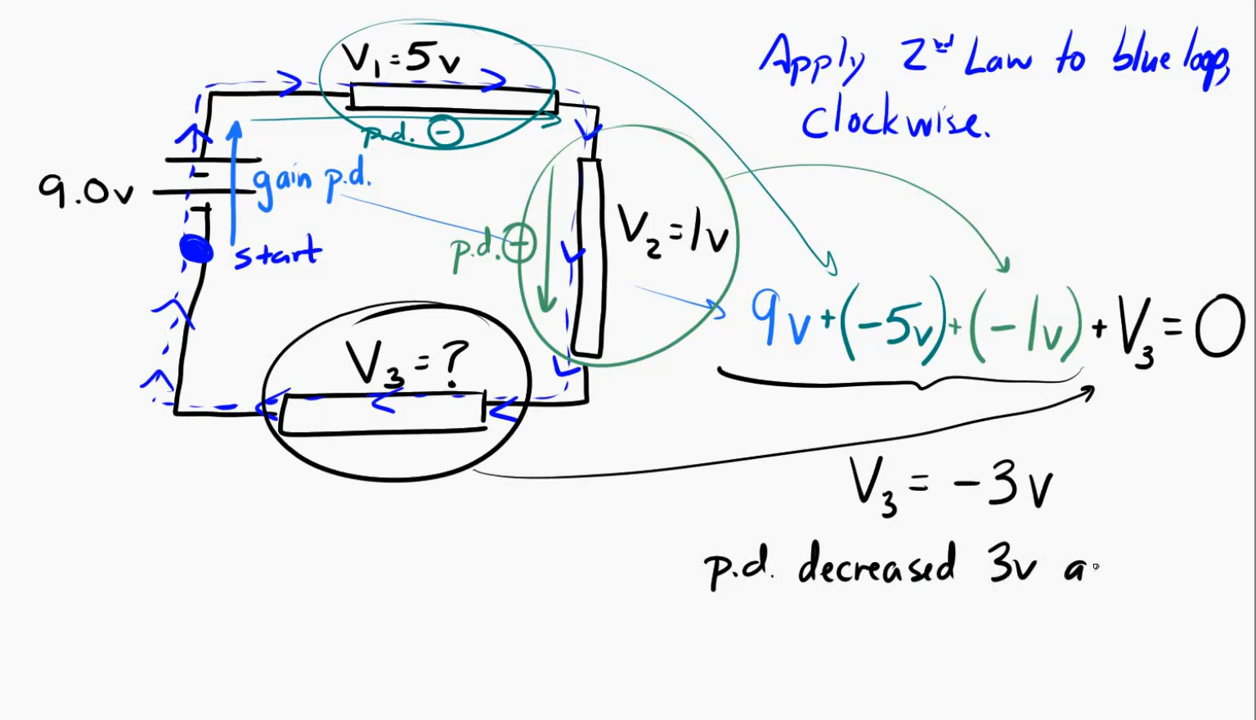 Apply 2nd Law to blue loop,
clockwise.
V₁ = 5v
p.d. ⊖
9.0v
gain p.d.
start
V₂ = 1v
p.d. ⊖
9v + (-5v) + (-1v) + V₃ = 0
V₃ = ?
V₃ = -3v
p.d. decreased 3v a